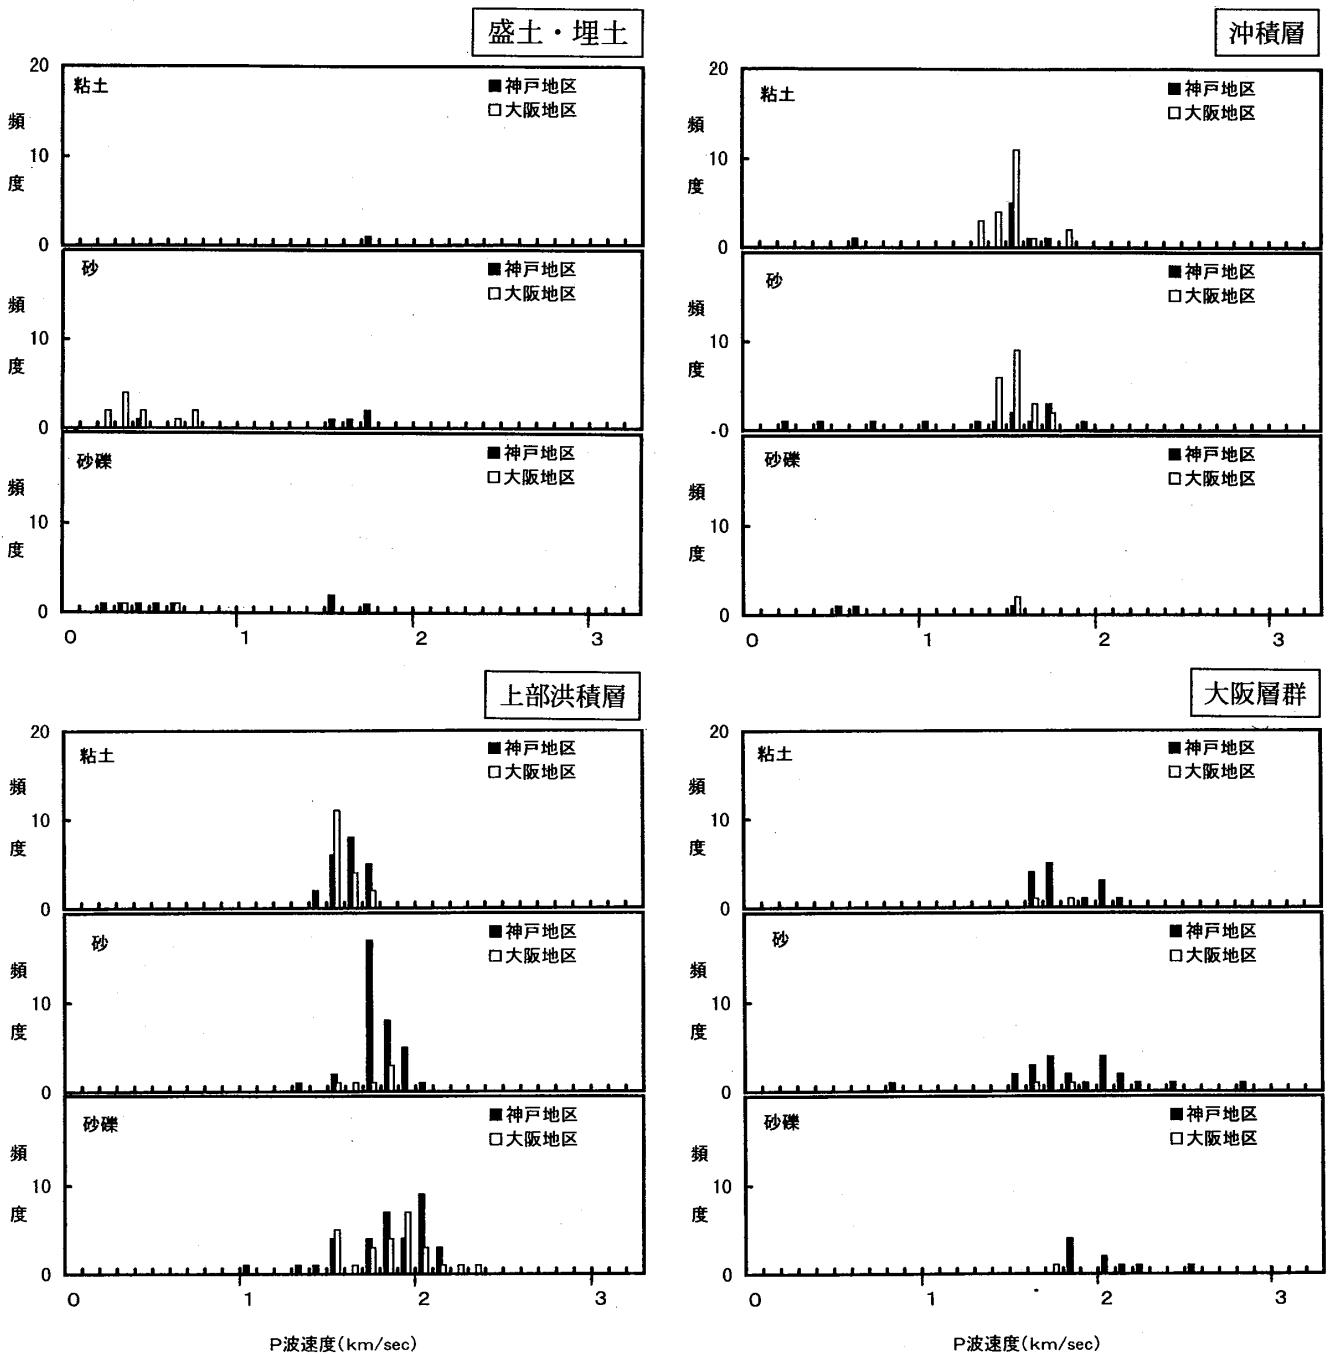 盛土・埋土
20
粘土
■神戸地区
□大阪地区
頻
10
度
0
砂
■神戸地区
□大阪地区
頻
10
度
0
砂礫
■神戸地区
□大阪地区
頻
10
度
0
0 1 2 3
沖積層
20
粘土
■神戸地区
□大阪地区
頻
10
度
0
砂
■神戸地区
□大阪地区
頻
10
度
0
砂礫
■神戸地区
□大阪地区
頻
10
度
0
0 1 2 3
上部洪積層
20
粘土
■神戸地区
□大阪地区
頻
10
度
0
砂
■神戸地区
□大阪地区
頻
10
度
0
砂礫
■神戸地区
□大阪地区
頻
10
度
0
0 1 2 3
P波速度(km/sec)
大阪層群
20
粘土
■神戸地区
□大阪地区
頻
10
度
0
砂
■神戸地区
□大阪地区
頻
10
度
0
砂礫
■神戸地区
□大阪地区
頻
10
度
0
0 1 2 3
P波速度(km/sec)